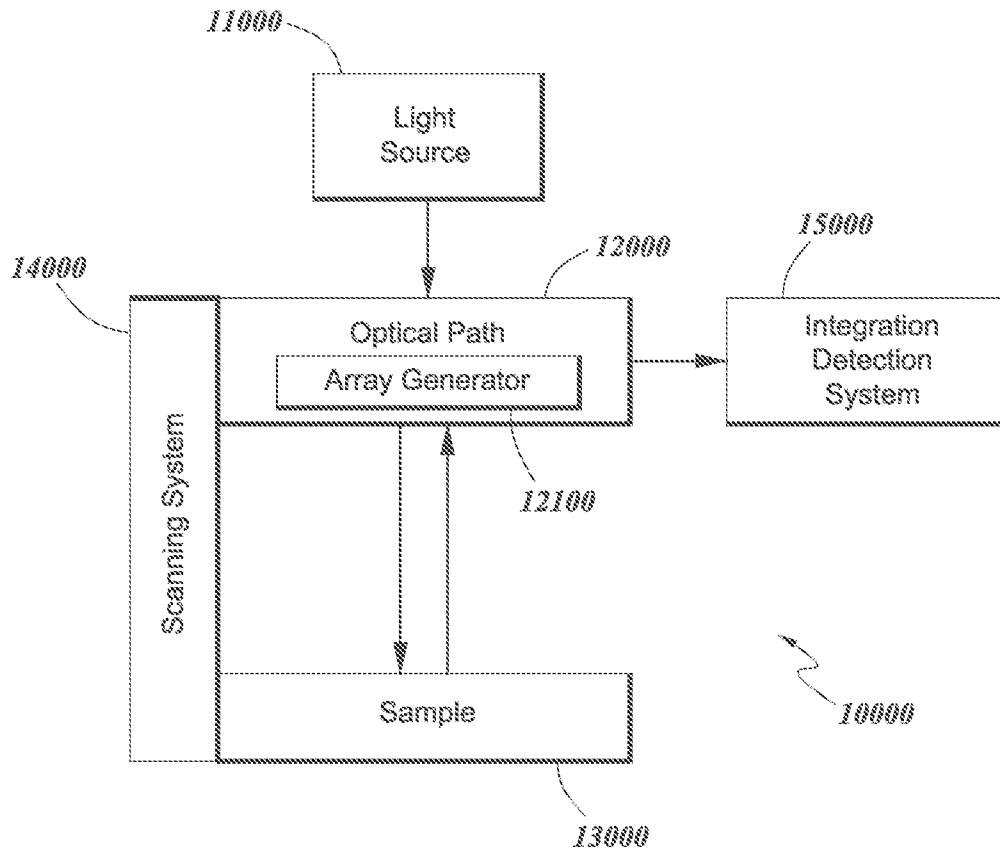 11000
Light
Source
12000
15000
14000
Optical Path
Array Generator
Integration
Detection
System
12100
Scanning System
Sample
10000
13000